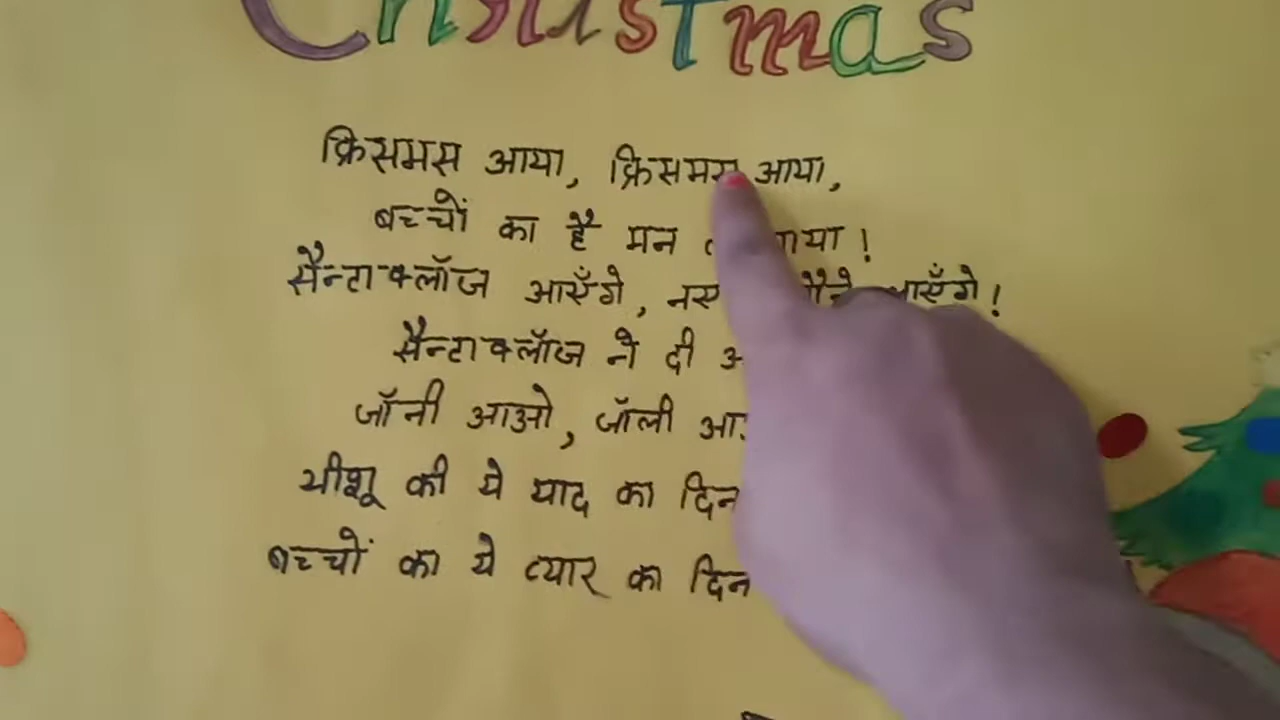 Christmas
क्रिसमस आया, क्रिसमस आया,
बच्चों का है मन !
सैन्टाक्लॉज आएँगे,
सैन्टाक्लॉज ने दी
जॉनी आओ, जॉली
यीशू की ये याद का दिन
बच्चों का ये त्यार का दिन